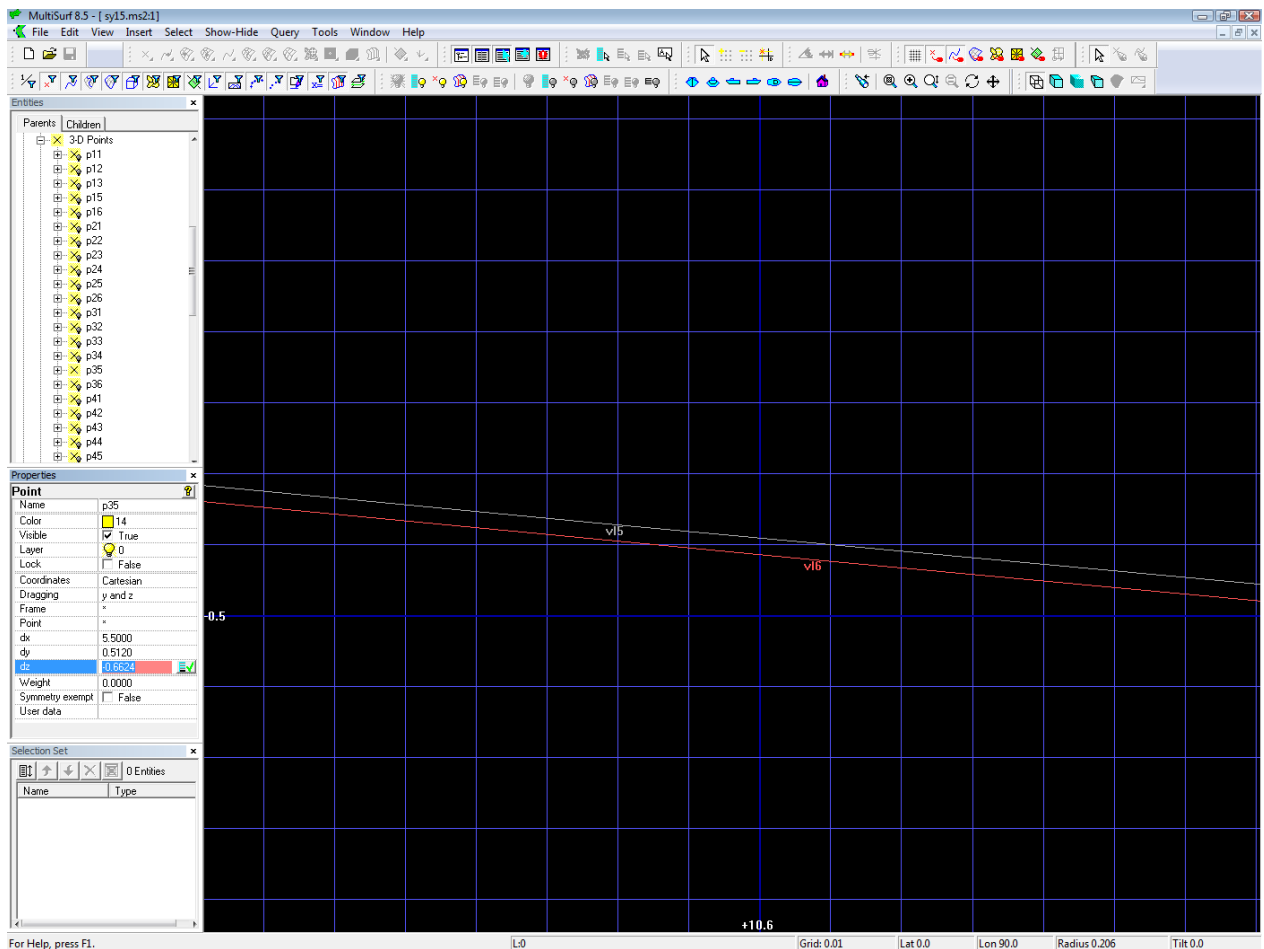 MultiSurf 8.5 - [ sy15.ms2:1]
File Edit View Insert Select Show-Hide Query Tools Window Help
Entities
Parents Children
3-D Points
p11
p12
p13
p15
p16
p21
p22
p23
p24
p25
p26
p31
p32
p33
p34
p35
p36
p41
p42
p43
p44
p45
Properties
Point
Name p35
Color 14
Visible True
Layer 0
Lock False
Coordinates Cartesian
Dragging y and z
Frame *
Point *
dx 5.5000
dy 0.5120
dz -0.6624
Weight 0.0000
Symmetry exempt False
User data
Selection Set
0 Entities
Name Type
vl5
vl6
-0.5
+10.6
For Help, press F1. L:0 Grid: 0.01 Lat 0.0 Lon 90.0 Radius 0.206 Tilt 0.0